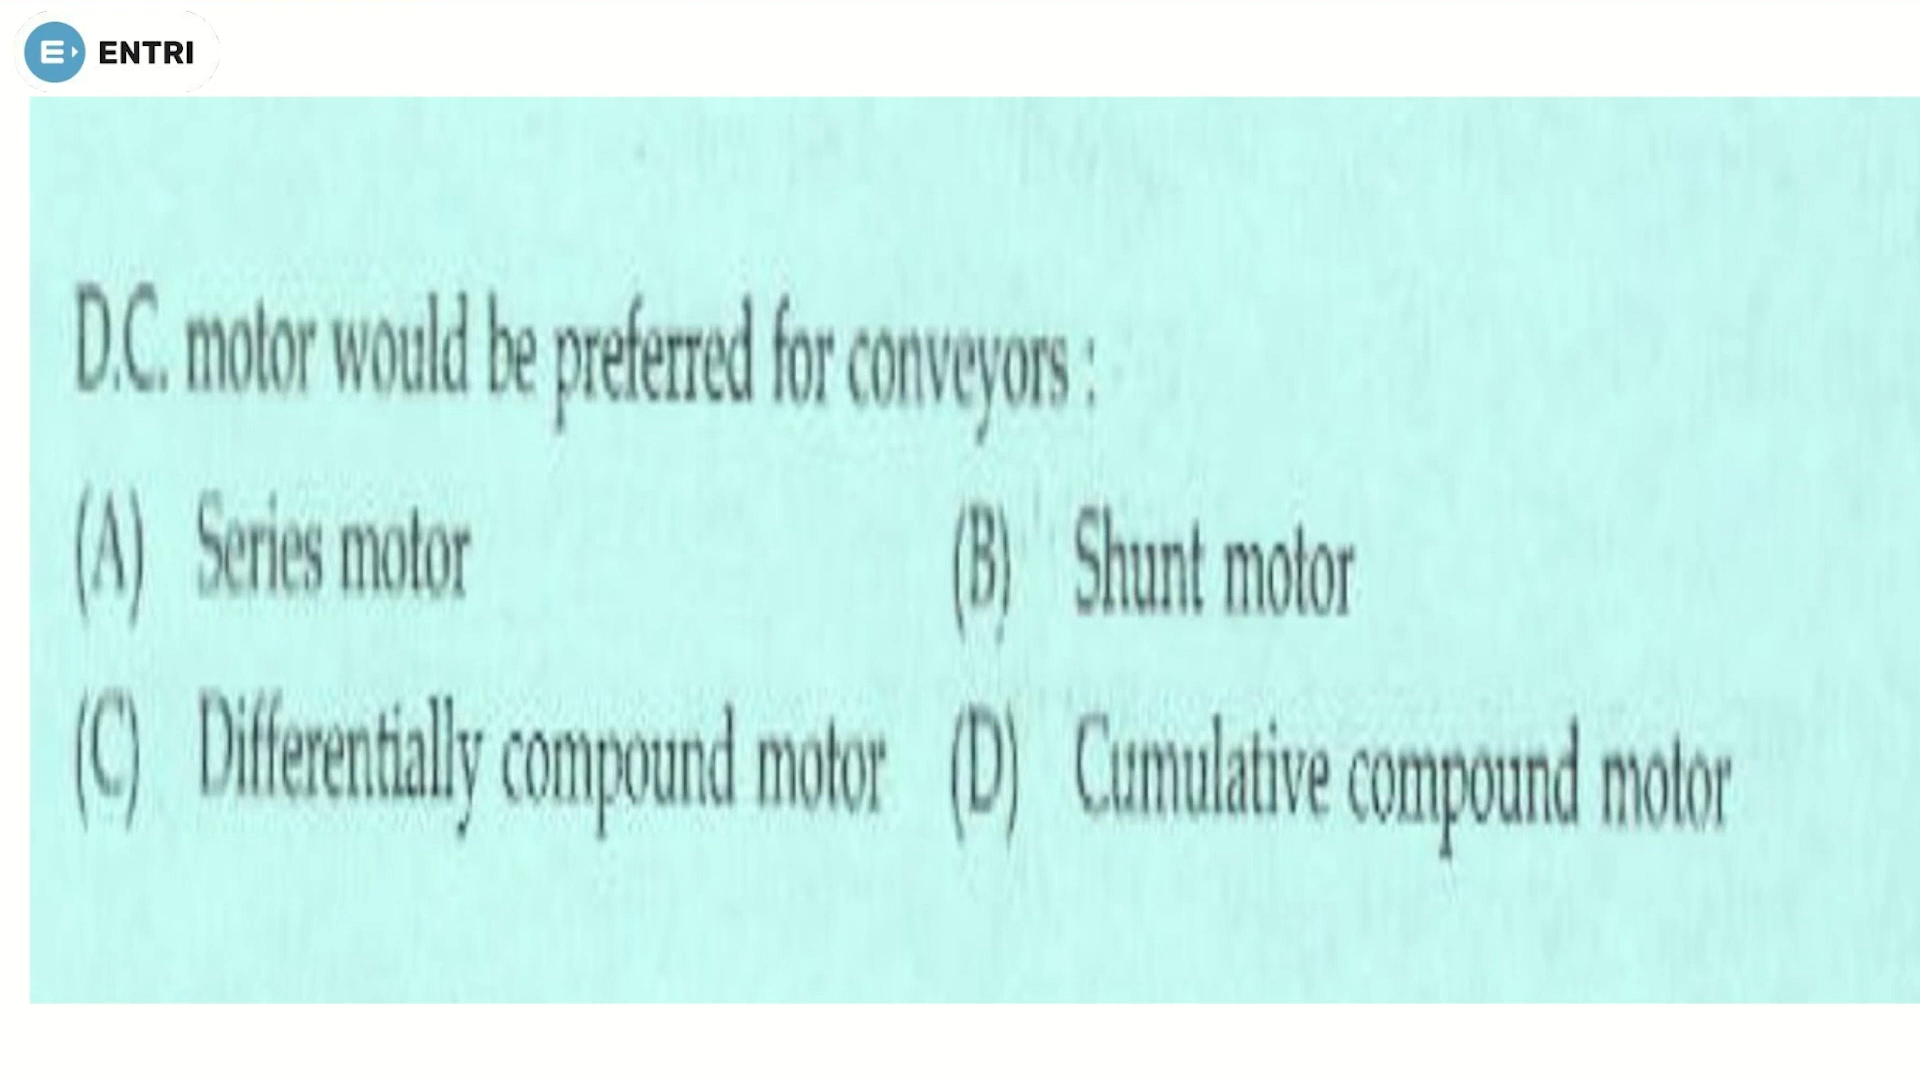 ENTRI
D.C. motor would be preferred for conveyors :
(A) Series motor (B) Shunt motor
(C) Differentially compound motor (D) Cumulative compound motor